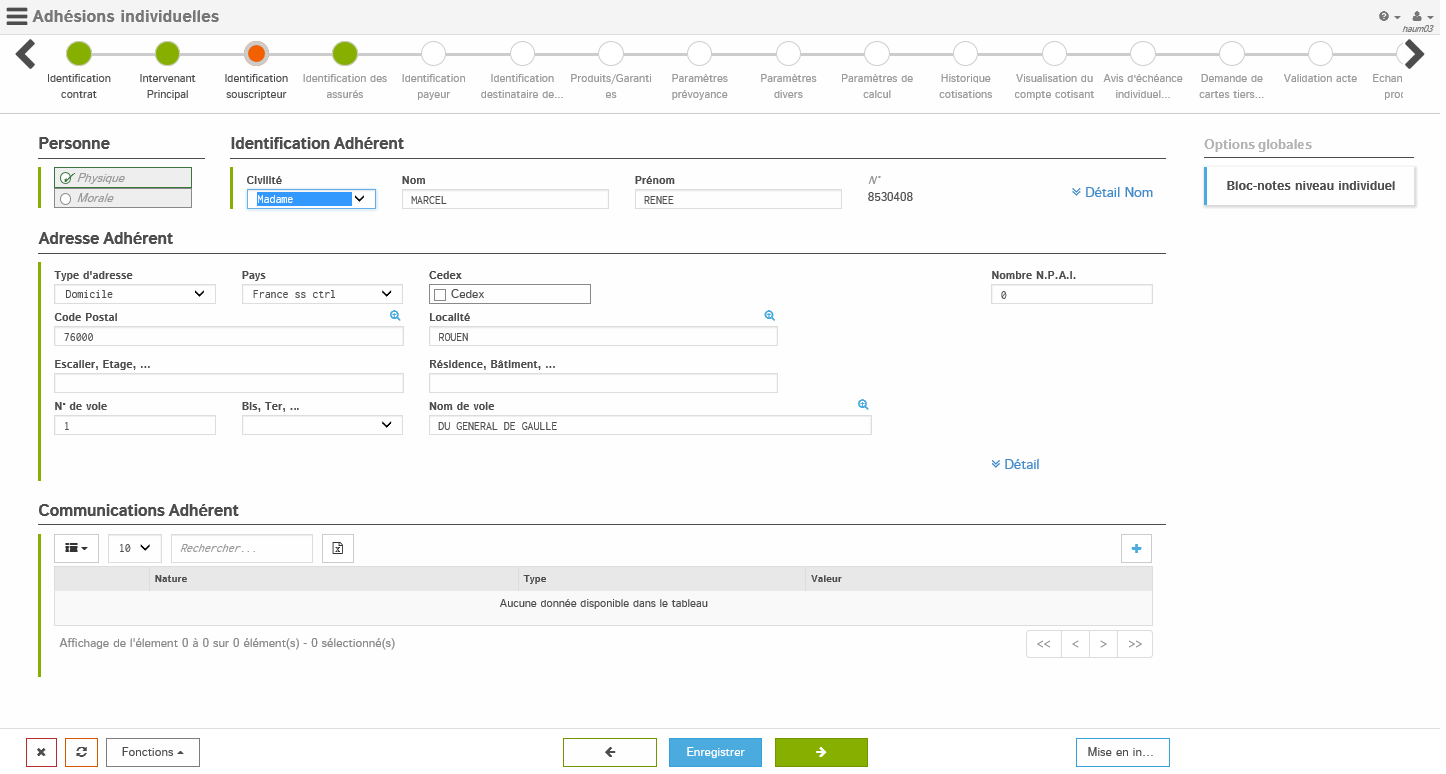 Adhésions individuelles
haum03
Identification contrat
Intervenant Principal
Identification souscripteur
Identification des assurés
Identification payeur
Identification destinataire de...
Produits/Garanti es
Paramètres prévoyance
Paramètres divers
Paramètres de calcul
Historique cotisations
Visualisation du compte cotisant
Avis d'échéance individuel...
Demande de cartes tiers...
Validation acte
Echan proc
Personne
Physique
Morale
Identification Adhérent
Civilité
Nom
Prénom
N°
Madame
MARCEL
RENEE
8530408
Détail Nom
Options globales
Bloc-notes niveau individuel
Adresse Adhérent
Type d'adresse
Pays
Cedex
Nombre N.P.A.I.
Domicile
France ss ctrl
Cedex
0
Code Postal
Localité
76000
ROUEN
Escalier, Etage, ...
Résidence, Bâtiment, ...
N° de voie
Bis, Ter, ...
Nom de voie
1
DU GENERAL DE GAULLE
Détail
Communications Adhérent
10
Rechercher...
Nature
Type
Valeur
Aucune donnée disponible dans le tableau
Affichage de l'élement 0 à 0 sur 0 élément(s) - 0 sélectionné(s)
<< < > >>
Fonctions
Enregistrer
Mise en in...